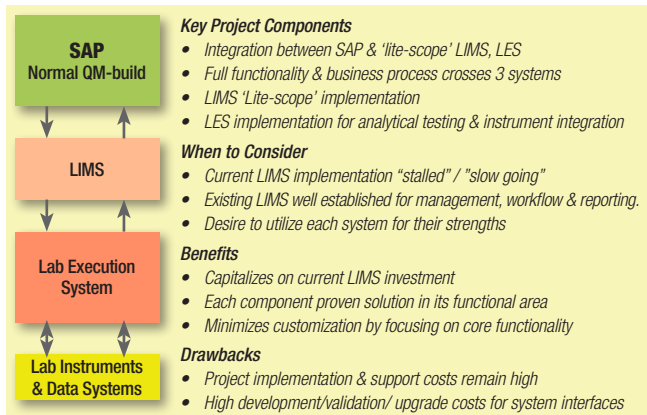 SAP
Normal QM-build
LIMS
Lab Execution
System
Lab Instruments
& Data Systems
Key Project Components
• Integration between SAP & ‘lite-scope’ LIMS, LES
• Full functionality & business process crosses 3 systems
• LIMS ‘Lite-scope’ implementation
• LES implementation for analytical testing & instrument integration
When to Consider
• Current LIMS implementation “stalled” / ”slow going”
• Existing LIMS well established for management, workflow & reporting.
• Desire to utilize each system for their strengths
Benefits
• Capitalizes on current LIMS investment
• Each component proven solution in its functional area
• Minimizes customization by focusing on core functionality
Drawbacks
• Project implementation & support costs remain high
• High development/validation/ upgrade costs for system interfaces